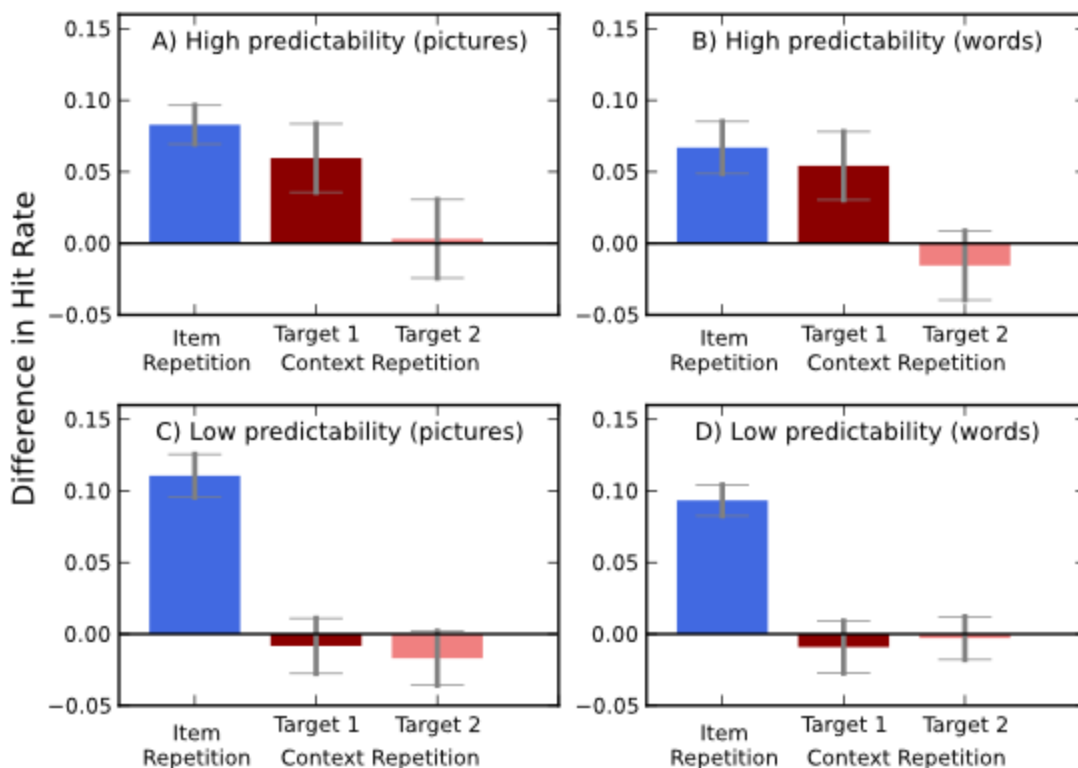 Difference in Hit Rate
A) High predictability (pictures)
0.15
0.10
0.05
0.00
−0.05
Item
Repetition
Target 1
Target 2
Context Repetition
B) High predictability (words)
0.15
0.10
0.05
0.00
−0.05
Item
Repetition
Target 1
Target 2
Context Repetition
C) Low predictability (pictures)
0.15
0.10
0.05
0.00
−0.05
Item
Repetition
Target 1
Target 2
Context Repetition
D) Low predictability (words)
0.15
0.10
0.05
0.00
−0.05
Item
Repetition
Target 1
Target 2
Context Repetition